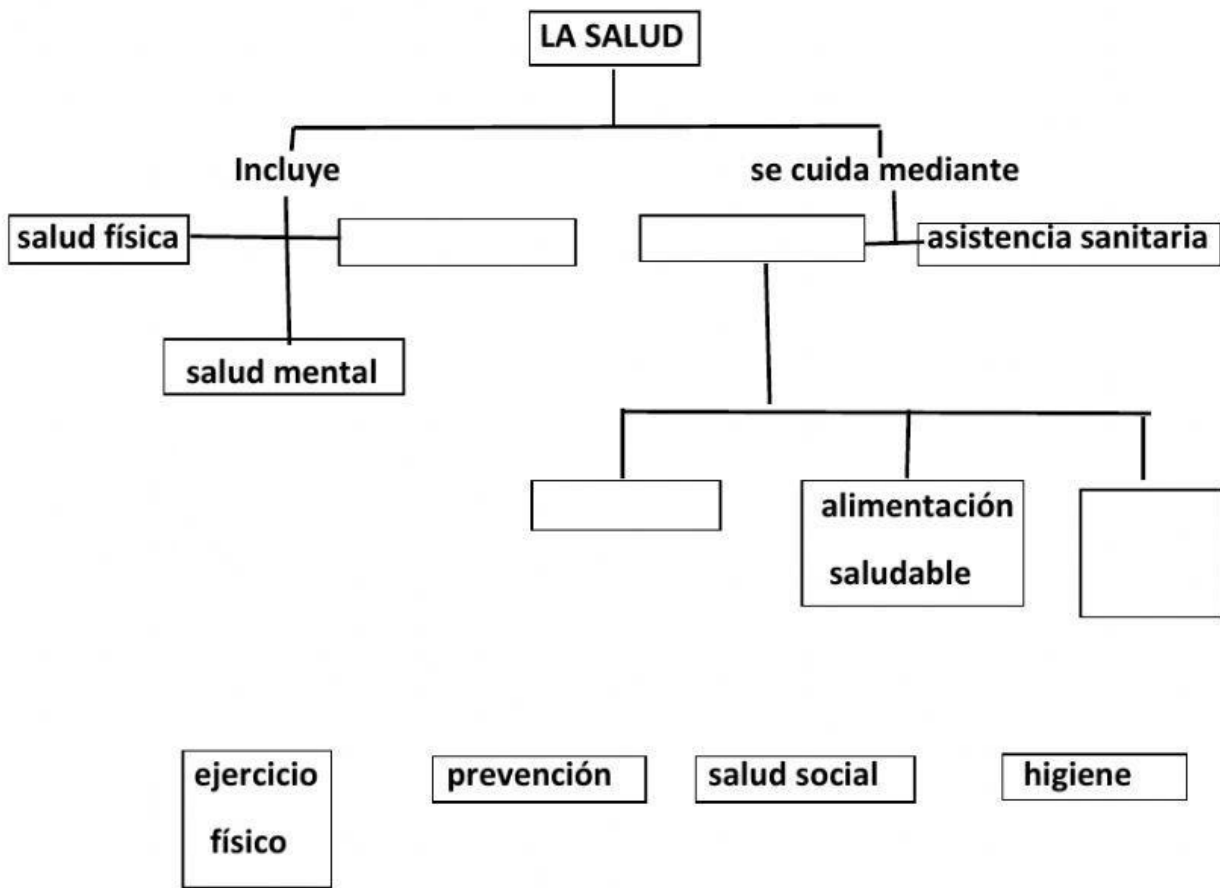 LA SALUD
Incluye
se cuida mediante
salud física
asistencia sanitaria
salud mental
alimentación
saludable
ejercicio
físico
prevención
salud social
higiene